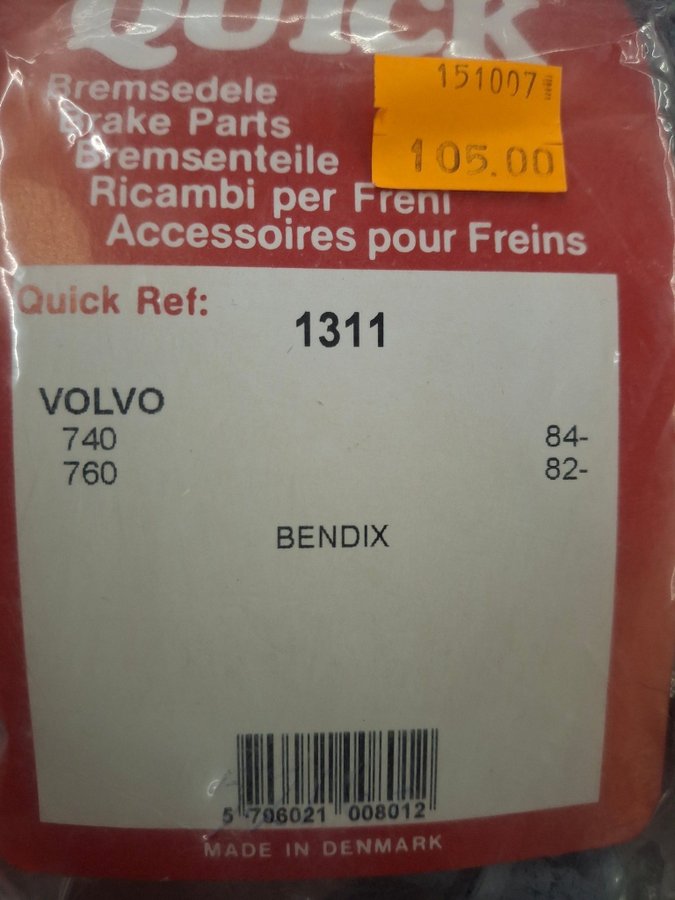 QUICK
151007
Bremsedele
Brake Parts
105.00
Bremsenteile
Ricambi per Freni
Accessoires pour Freins
Quick Ref:
1311
VOLVO
740 84-
760 82-
BENDIX
5 706021 008012
MADE IN DENMARK